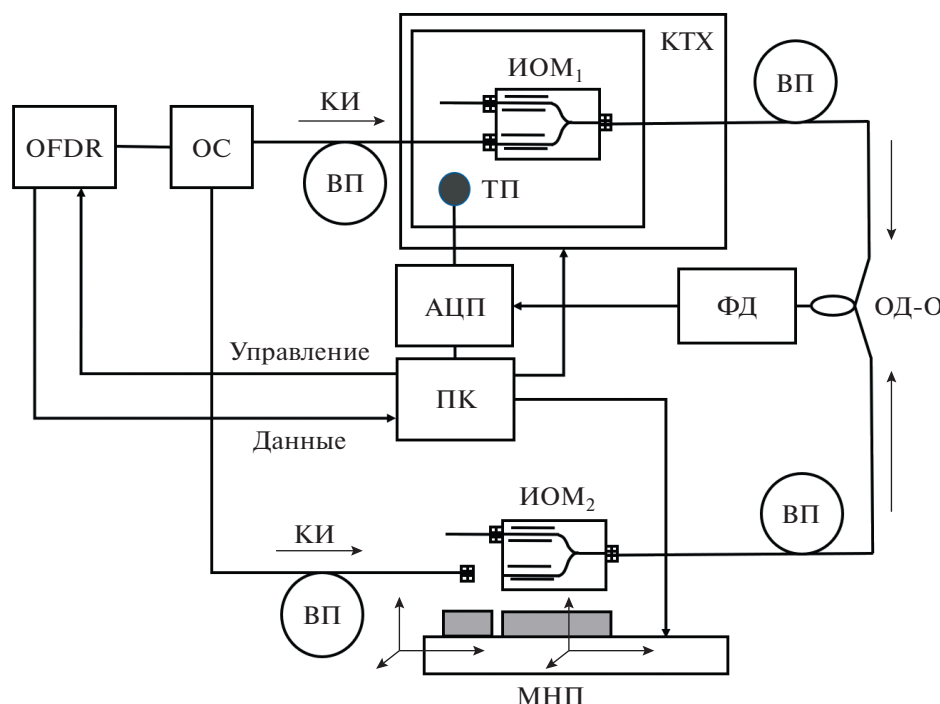 КТХ
ИОМ₁
ВП
КИ
OFDR
ОС
ВП
ТП
АЦП
ФД
ОД-О
Управление
ПК
Данные
ИОМ₂
ВП
КИ
ВП
МНП